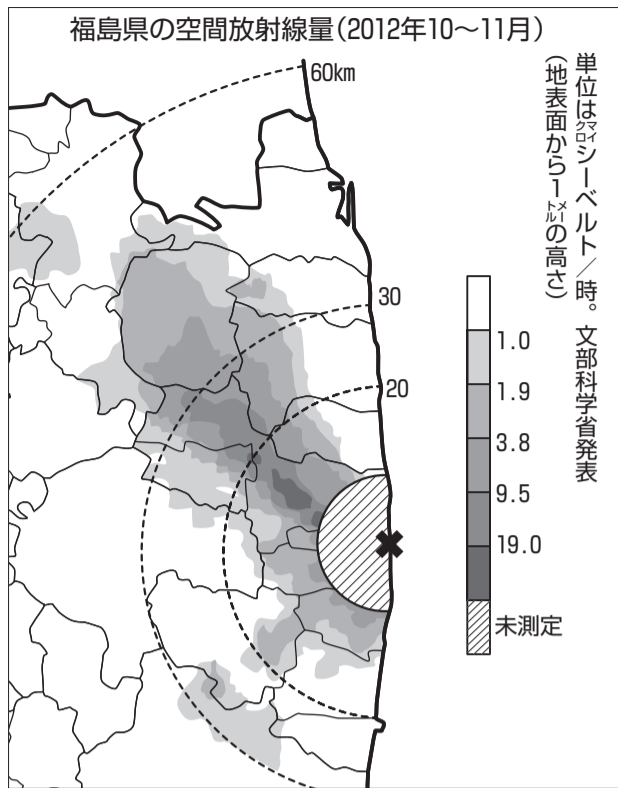 福島県の空間放射線量(2012年10〜11月)
単位はマイクロシーベルト／時。文部科学省発表
(地表面から1メートルの高さ)
60km
30
20
1.0
1.9
3.8
9.5
19.0
未測定